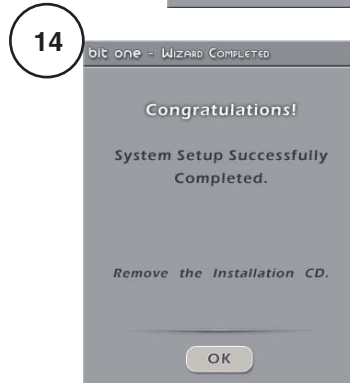 14
bit one - Wizard Completed
Congratulations!
System Setup Successfully
Completed.
Remove the Installation CD.
OK